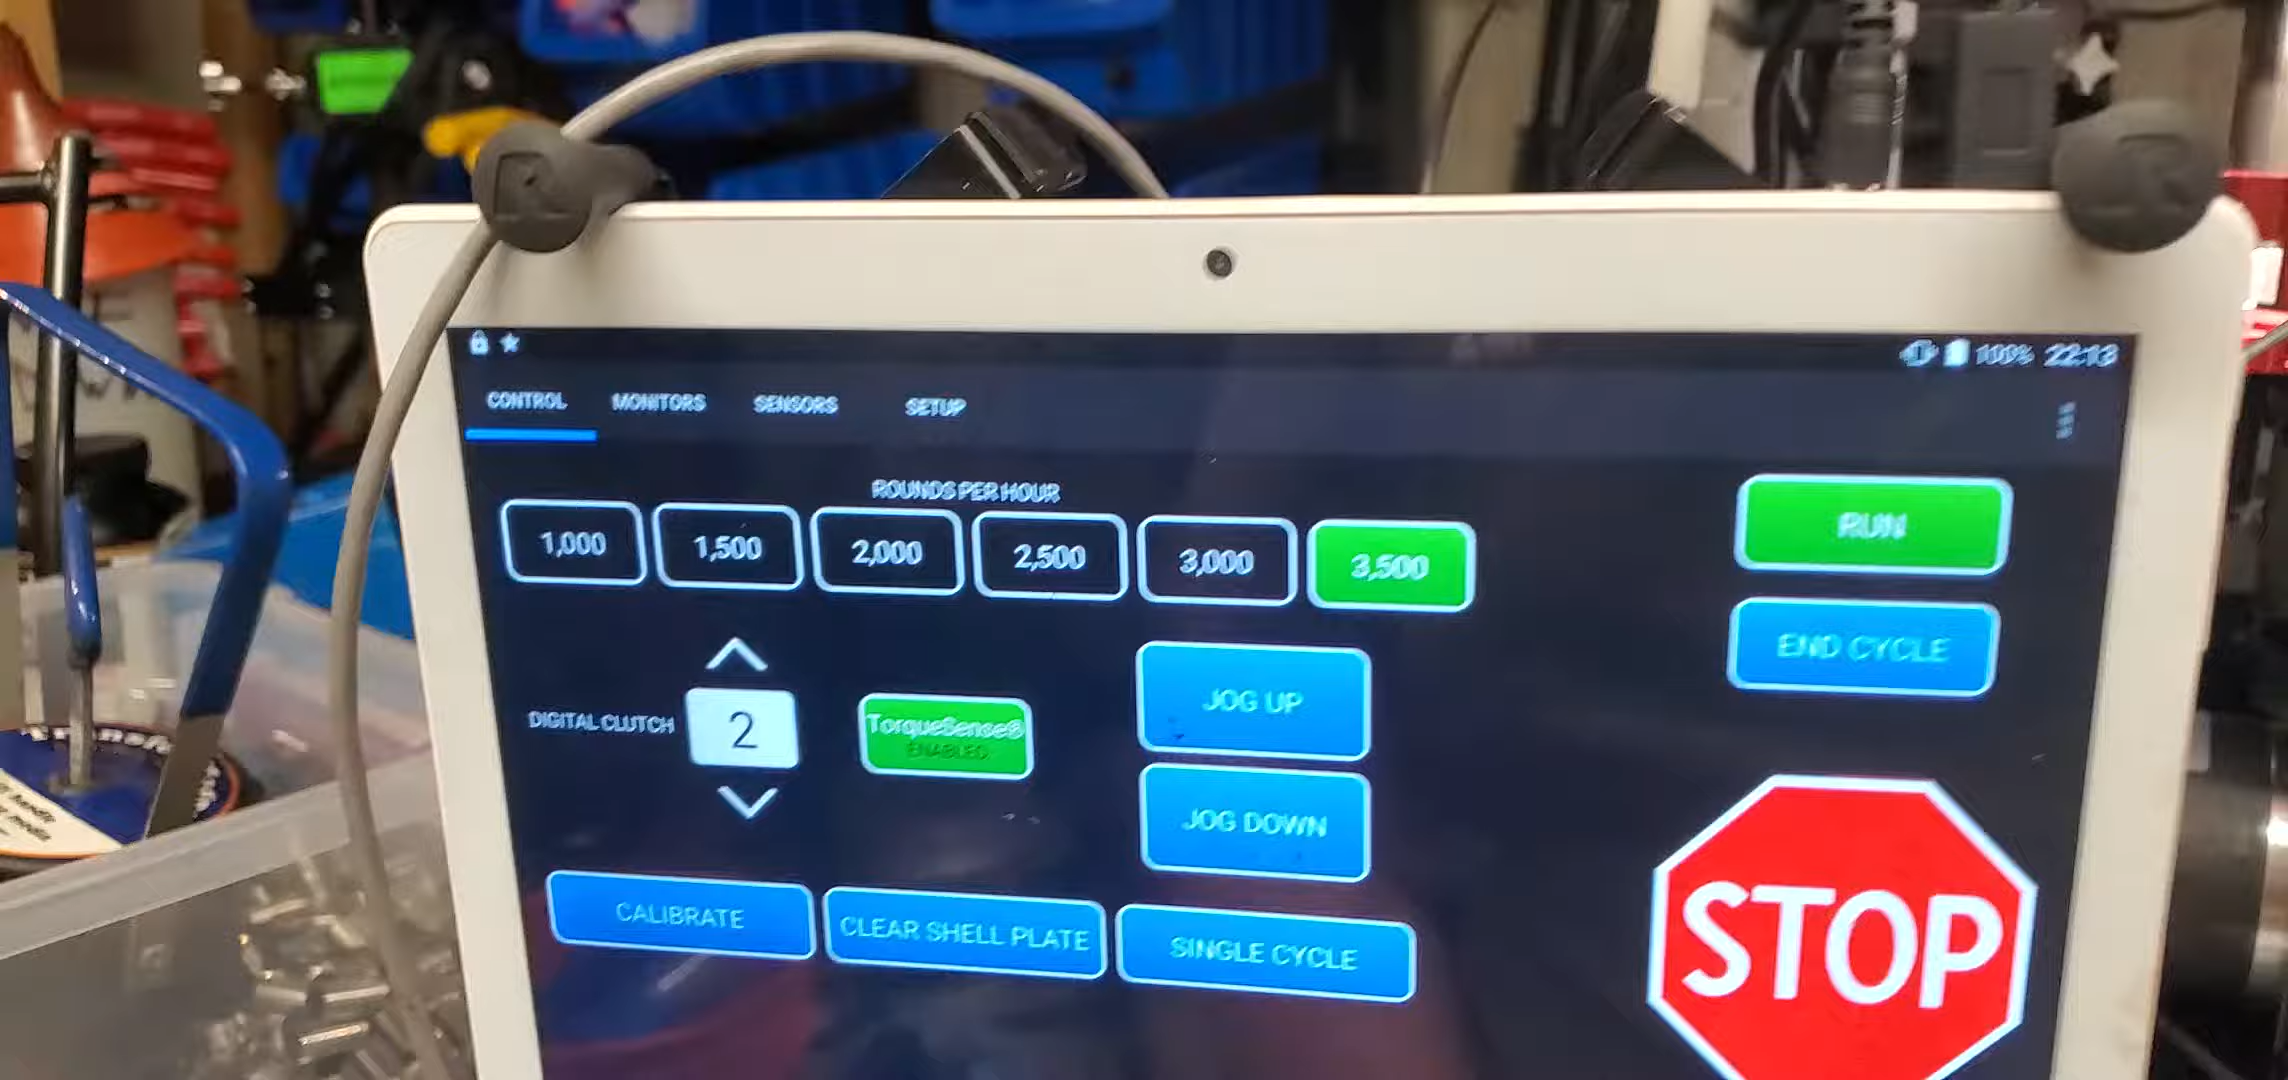 100% 22:13
CONTROL MONITORS SENSORS SETUP
ROUNDS PER HOUR
1,000 1,500 2,000 2,500 3,000 3,500
RUN
END CYCLE
JOG UP
DIGITAL CLUTCH 2 TorqueSense®
ENABLED
JOG DOWN
CALIBRATE CLEAR SHELL PLATE SINGLE CYCLE
STOP